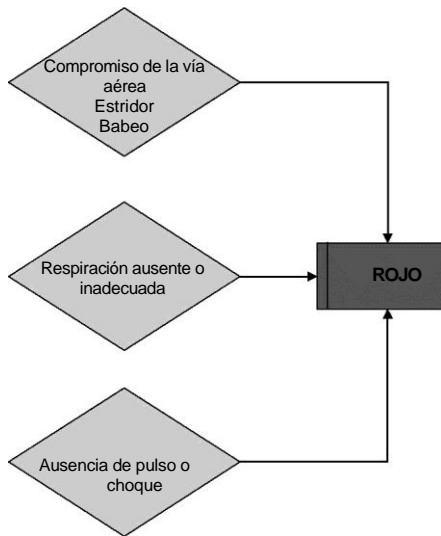 Compromiso de la vía
aérea
Estridor
Babeo
Respiración ausente o
inadecuada
ROJO
Ausencia de pulso o
choque